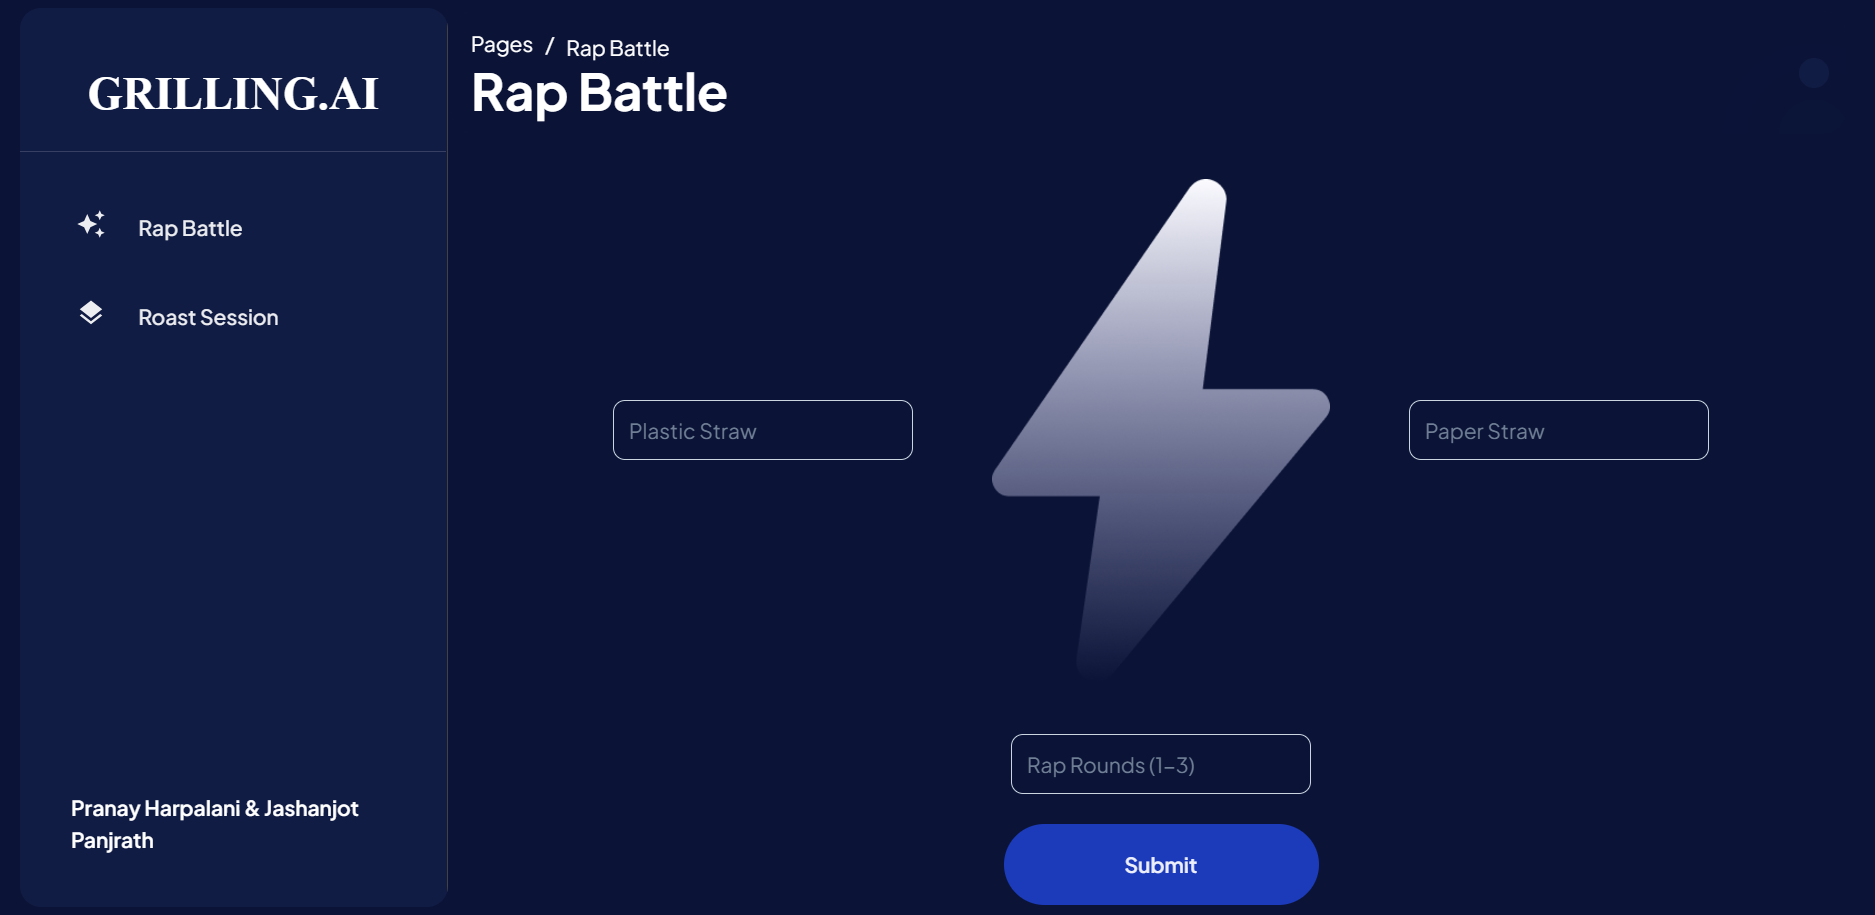 GRILLING.AI
Rap Battle
Roast Session
Pranay Harpalani & Jashanjot
Panjrath
Pages / Rap Battle
Rap Battle
Plastic Straw
Paper Straw
Rap Rounds (1-3)
Submit